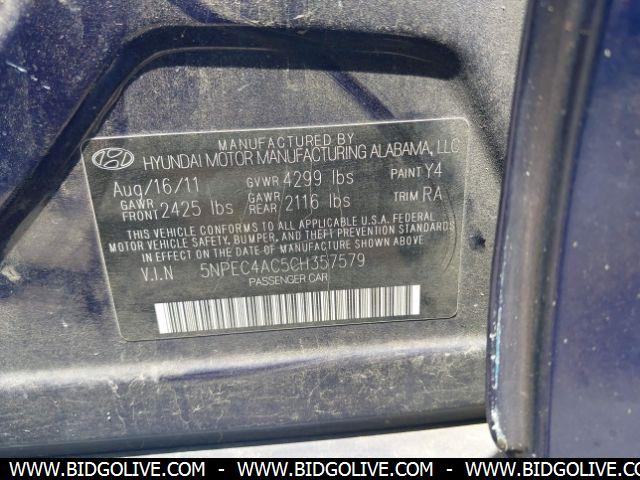 MANUFACTURED BY
HYUNDAI MOTOR MANUFACTURING ALABAMA, LLC
Aug/16/11 GVWR 4299 lbs PAINT Y4
GAWR FRONT 2425 lbs GAWR REAR 2116 lbs TRIM RA
THIS VEHICLE CONFORMS TO ALL APPLICABLE U.S.A. FEDERAL
MOTOR VEHICLE SAFETY, BUMPER, AND THEFT PREVENTION STANDARDS
IN EFFECT ON THE DATE OF MANUFACTURE SHOWN ABOVE.
V.I.N 5NPEC4AC5CH357579
PASSENGER CAR
WWW.BIDGOLIVE.COM - WWW.BIDGOLIVE.COM - WWW.BIDGOLIVE.COM